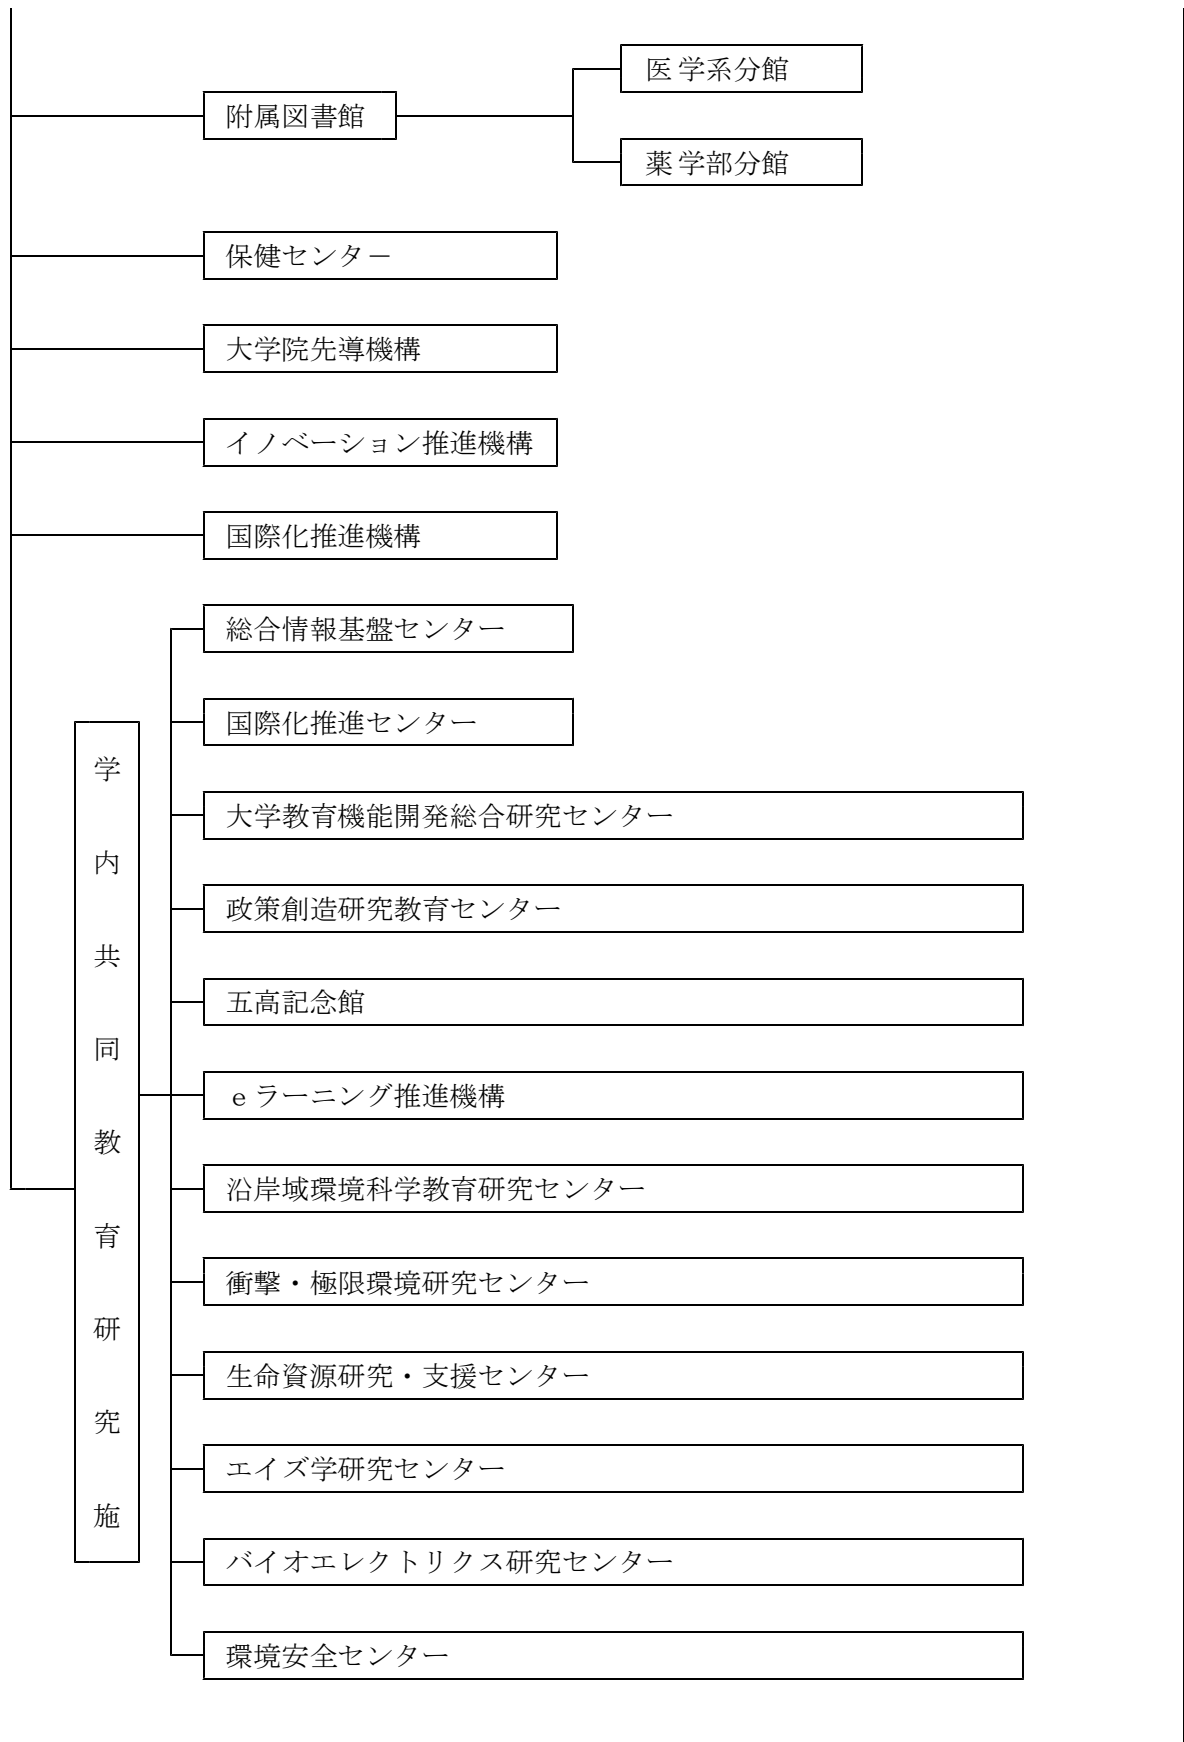 医学系分館
附属図書館
薬学部分館
保健センタ－
大学院先導機構
イノベーション推進機構
国際化推進機構
総合情報基盤センター
国際化推進センター
学内共同教育研究施
大学教育機能開発総合研究センター
政策創造研究教育センター
五高記念館
ｅラーニング推進機構
沿岸域環境科学教育研究センター
衝撃・極限環境研究センター
生命資源研究・支援センター
エイズ学研究センター
バイオエレクトリクス研究センター
環境安全センター